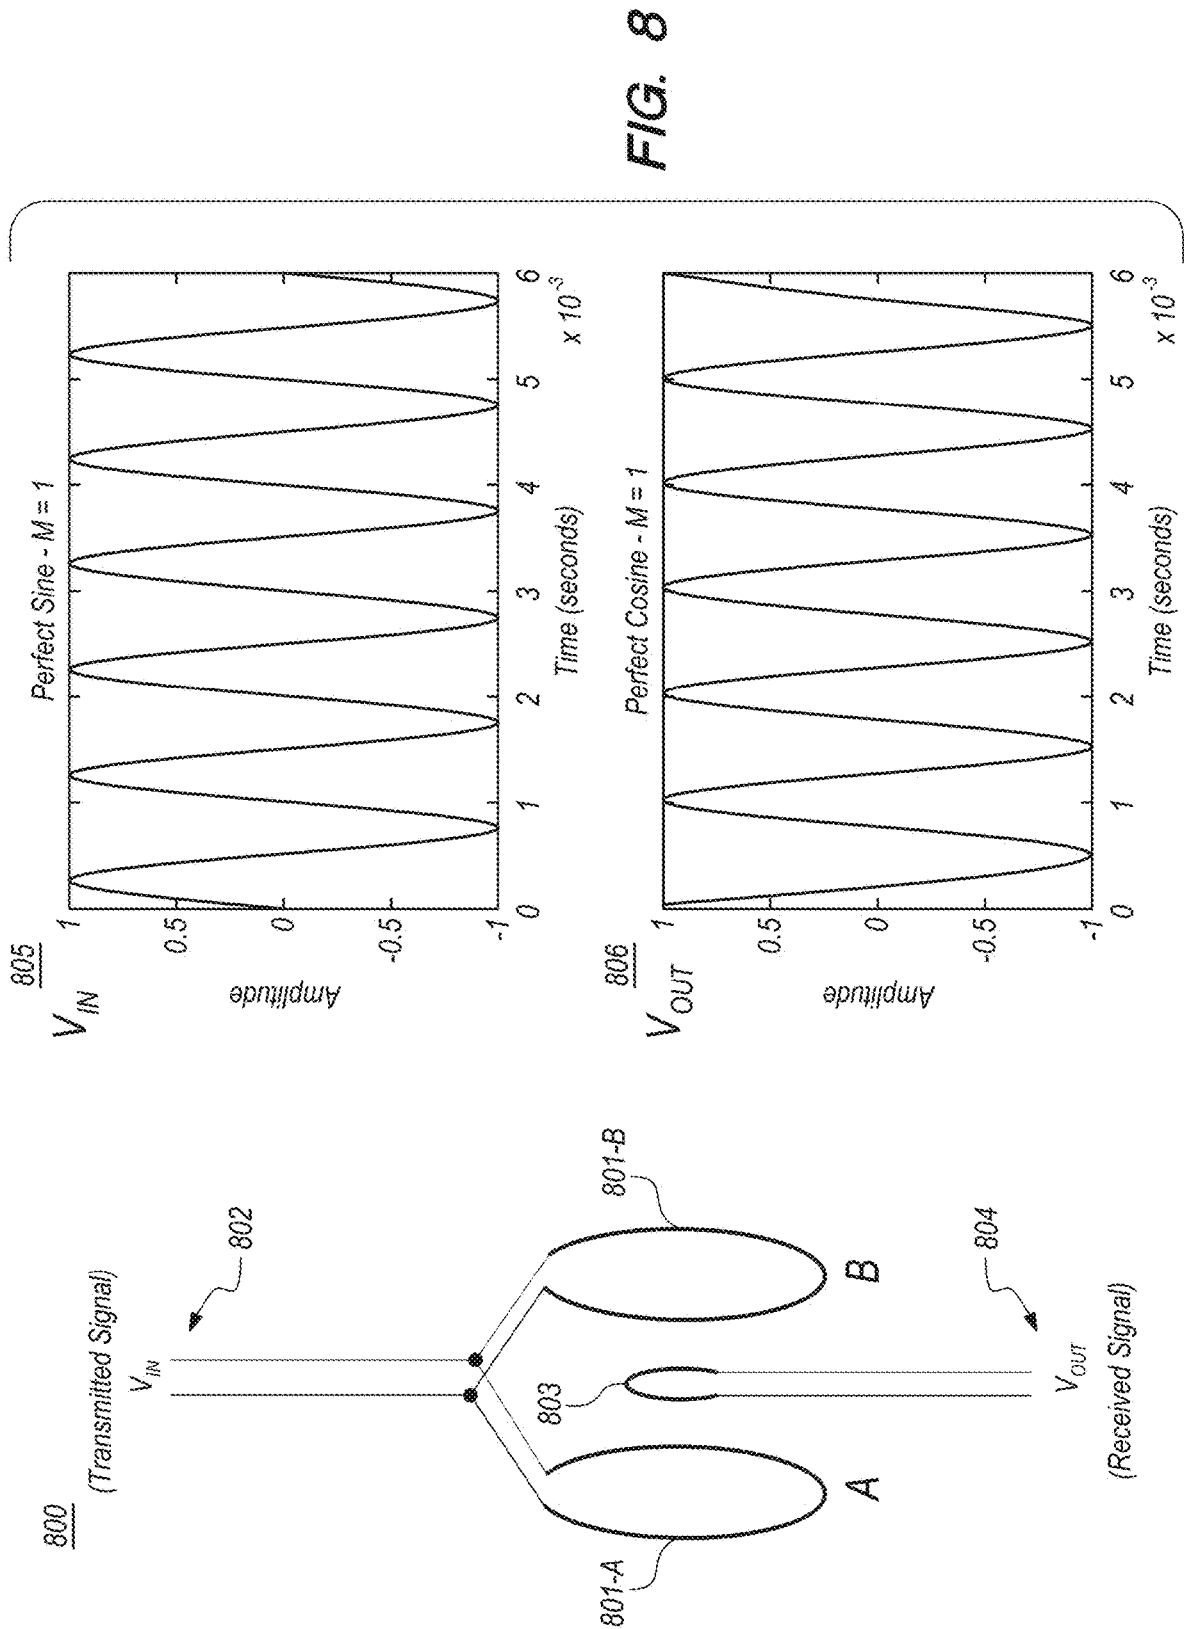 800
(Transmitted Signal)
V_IN
802
801-A
803
801-B
A
B
V_OUT
804
(Received Signal)
805
V_IN
Perfect Sine - M = 1
Amplitude
1
0.5
0
-0.5
-1
0 1 2 3 4 5 6
Time (seconds)
x 10^-3
806
V_OUT
Perfect Cosine - M = 1
Amplitude
1
0.5
0
-0.5
-1
0 1 2 3 4 5 6
Time (seconds)
x 10^-3
FIG. 8